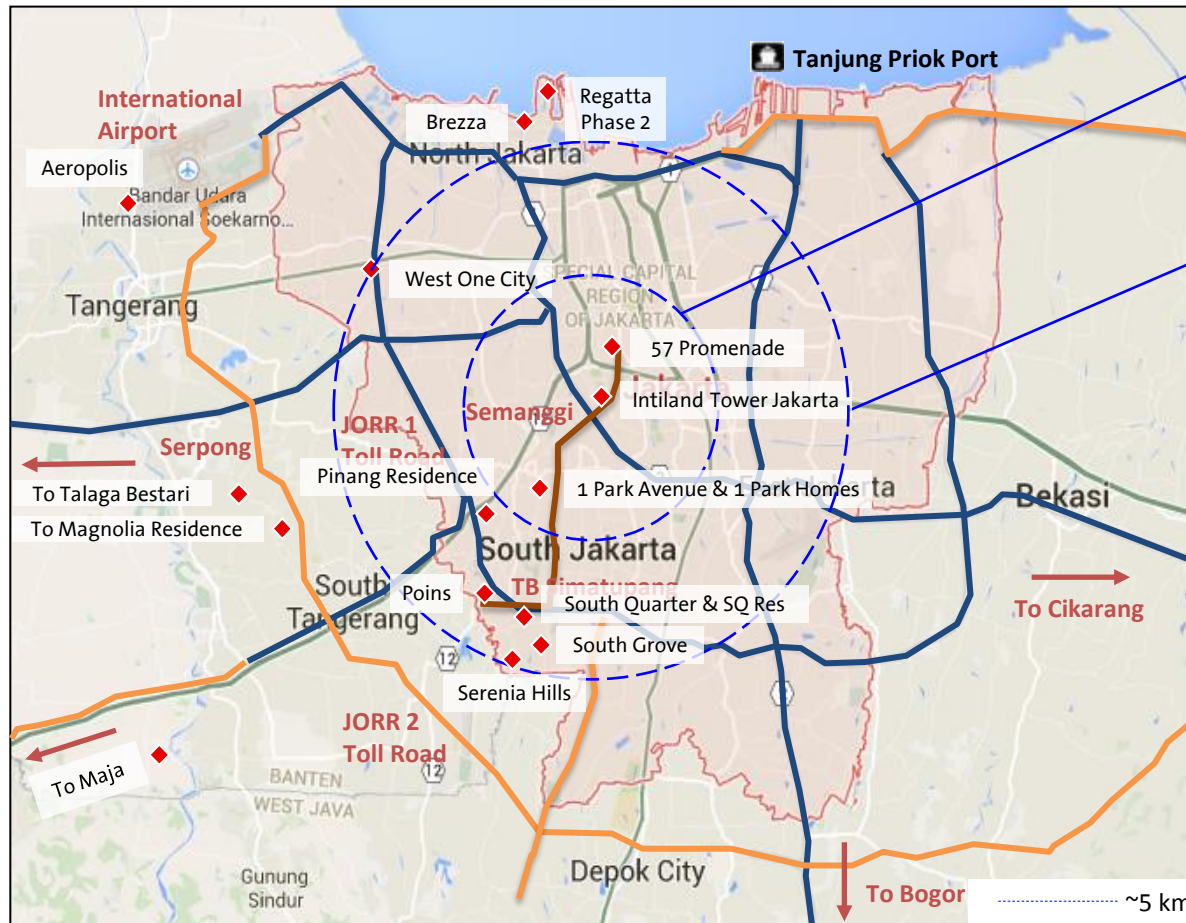 Tanjung Priok Port
International
Airport
Regatta
Phase 2
Brezza
North Jakarta
Aeropolis
Bandar Udara
Internasional Soekarno...
West One City
SPECIAL CAPITAL
REGION
OF JAKARTA
Tangerang
57 Promenade
Jakarta
Intiland Tower Jakarta
Semanggi
JORR 1
Toll Road
Serpong
Pinang Residence
To Talaga Bestari
1 Park Avenue & 1 Park Homes
Bekasi
To Magnolia Residence
South Jakarta
TB Simatupang
South
Tangerang
Poins
South Quarter & SQ Res
To Cikarang
South Grove
12
Serenia Hills
JORR 2
Toll Road
12
To Maja
BANTEN
WEST JAVA
Depok City
Gunung
Sindur
To Bogor
~5 km